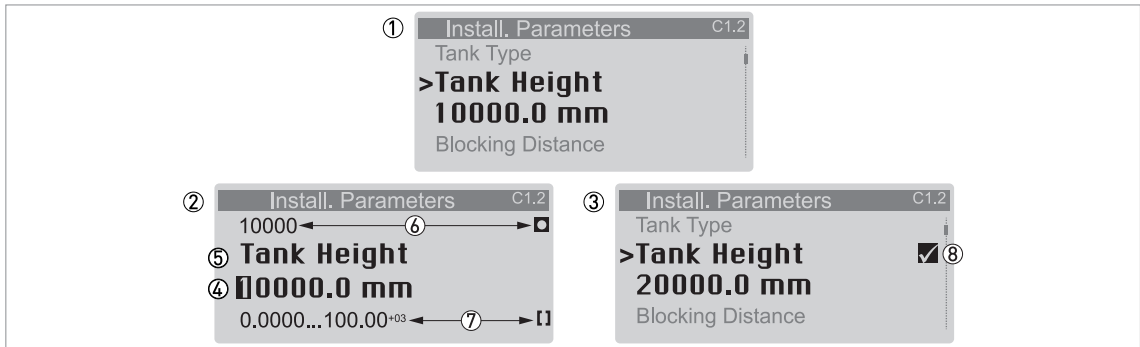 ① Install. Parameters C1.2
Tank Type
>Tank Height
10000.0 mm
Blocking Distance
② Install. Parameters C1.2
10000 ⑥
⑤ Tank Height
④ 10000.0 mm
0.0000...100.00+03 ⑦ []
③ Install. Parameters C1.2
Tank Type
>Tank Height ⑧
20000.0 mm
Blocking Distance